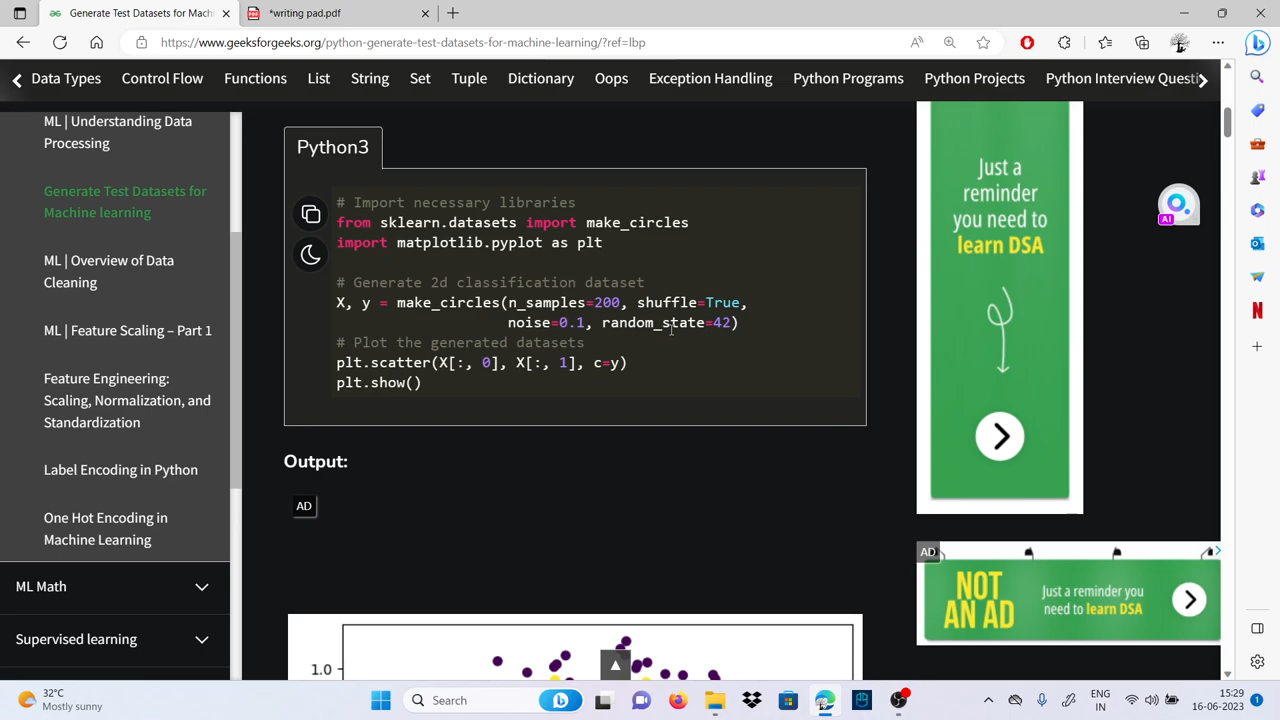 Generate Test Datasets for Mach
*writing pad.pdf
https://www.geeksforgeeks.org/python-generate-test-datasets-for-machine-learning/?ref=lbp
Data Types
Control Flow
Functions
List
String
Set
Tuple
Dictionary
Oops
Exception Handling
Python Programs
Python Projects
Python Interview Questi
ML | Understanding Data
Processing
Generate Test Datasets for
Machine learning
ML | Overview of Data
Cleaning
ML | Feature Scaling – Part 1
Feature Engineering:
Scaling, Normalization, and
Standardization
Label Encoding in Python
One Hot Encoding in
Machine Learning
ML Math
Supervised learning
Python3
# Import necessary libraries
from sklearn.datasets import make_circles
import matplotlib.pyplot as plt
# Generate 2d classification dataset
X, y = make_circles(n_samples=200, shuffle=True,
noise=0.1, random_state=42)
# Plot the generated datasets
plt.scatter(X[:, 0], X[:, 1], c=y)
plt.show()
Output:
AD
1.0
Just a
reminder
you need to
learn DSA
AI
AD
NOT
AN AD
Just a reminder you
need to learn DSA
32°C
Mostly sunny
Search
ENG
IN
15:29
16-06-2023
1